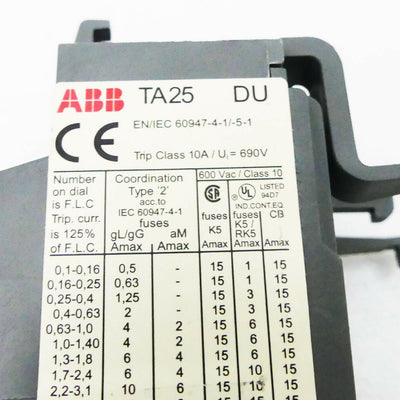 ABB TA25 DU
CE EN/IEC 60947-4-1/-5-1
Trip Class 10A / Ui = 690V
Number on dial is F.L.C Trip. curr. is 125% of F.L.C.
Coordination Type '2' acc.to IEC 60947-4-1 fuses
gL/gG aM
Amax Amax
600 Vac / Class 10
SA UL LISTED 94D7
IND.CONT.EQ.
fuses K5 Amax
fuses K5 / RK5 Amax
CB Amax
0,1-0,16 0,5 - 15 1 15
0,16-0,25 0,63 - 15 1 15
0,25-0,4 1,25 - 15 3 15
0,4-0,63 2 - 15 3 15
0,63-1,0 4 2 15 6 15
1,0-1,40 4 2 15 6 15
1,3-1,8 6 4 15 6 15
1,7-2,4 6 4 15 10 15
2,2-3,1 10 6 15 10 15